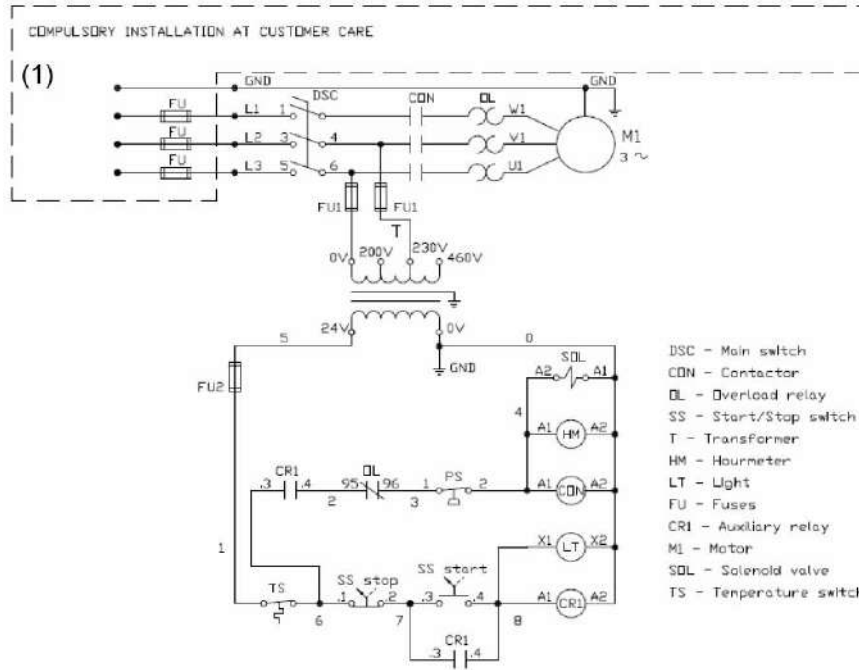 COMPULSORY INSTALLATION AT CUSTOMER CARE
(1)
GND GND
FU L1 1 DSC CON OL W1
FU L2 3 4 V1 M1
FU L3 5 6 U1 3 ~
FU1 FU1
T
0V 200V 230V 460V
24V 0V
5 0
GND
FU2
A2 SOL A1
4
A1 HM A2
CR1 OL
.3 .4 95 96 1 PS 2 A1 CON A2
2 3
X1 LT X2
1
SS stop SS start
TS .1 .2 .3 .4 A1 CR1 A2
6 7 8
CR1
.3 .4
DSC - Main switch
CON - Contactor
OL - Overload relay
SS - Start/Stop switch
T - Transformer
HM - Hourmeter
LT - Light
FU - Fuses
CR1 - Auxiliary relay
M1 - Motor
SOL - Solenoid valve
TS - Temperature switch